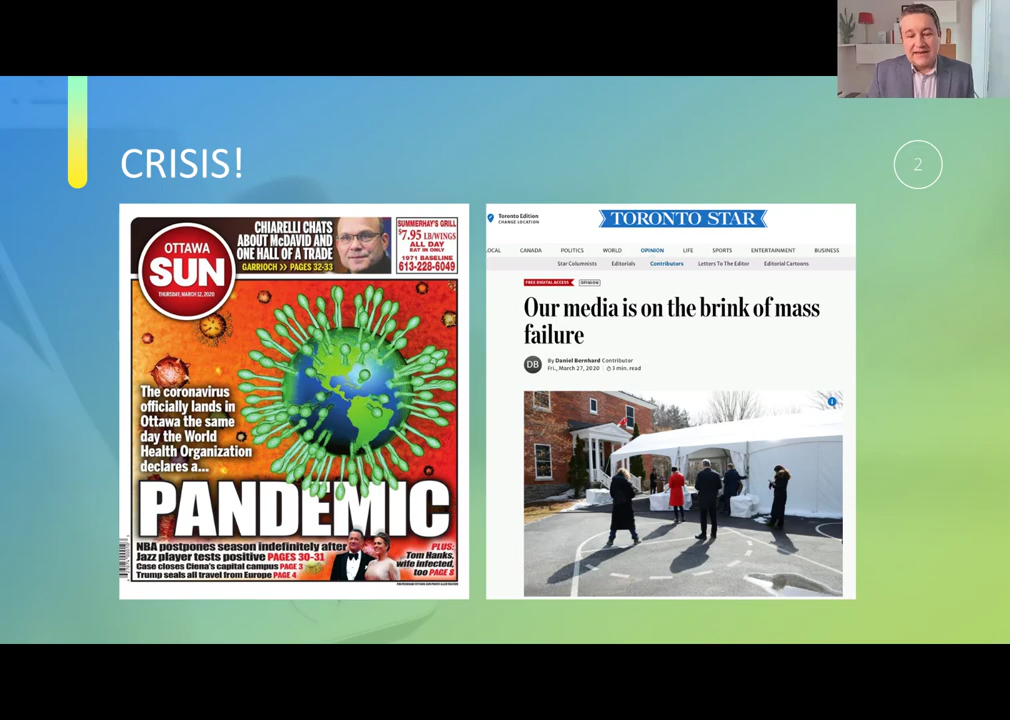 CRISIS!
2
OTTAWA
SUN
THURSDAY, MARCH 12, 2020
CHIARELLI CHATS
ABOUT McDAVID AND
ONE HALL OF A TRADE
GARRIOCH >> PAGES 32-33
SUMMERHAY'S GRILL
$7.95 LB/WINGS
ALL DAY
EAT IN ONLY
1971 BASELINE
613-228-6049
The coronavirus
officially lands in
Ottawa the same
day the World
Health Organization
declares a...
PANDEMIC
NBA postpones season indefinitely after
Jazz player tests positive PAGES 30-31
Case closes Ciena's capital campus PAGE 3
Trump seals all travel from Europe PAGE 4
PLUS:
Tom Hanks,
wife infected,
too PAGE 8
Toronto Edition
CHANGE LOCATION
TORONTO STAR
OCAL CANADA POLITICS WORLD OPINION LIFE SPORTS ENTERTAINMENT BUSINESS
Star Columnists Editorials Contributors Letters To The Editor Editorial Cartoons
FREE DIGITAL ACCESS OPINION
Our media is on the brink of mass
failure
DB
By Daniel Bernhard Contributor
Fri., March 27, 2020 3 min. read